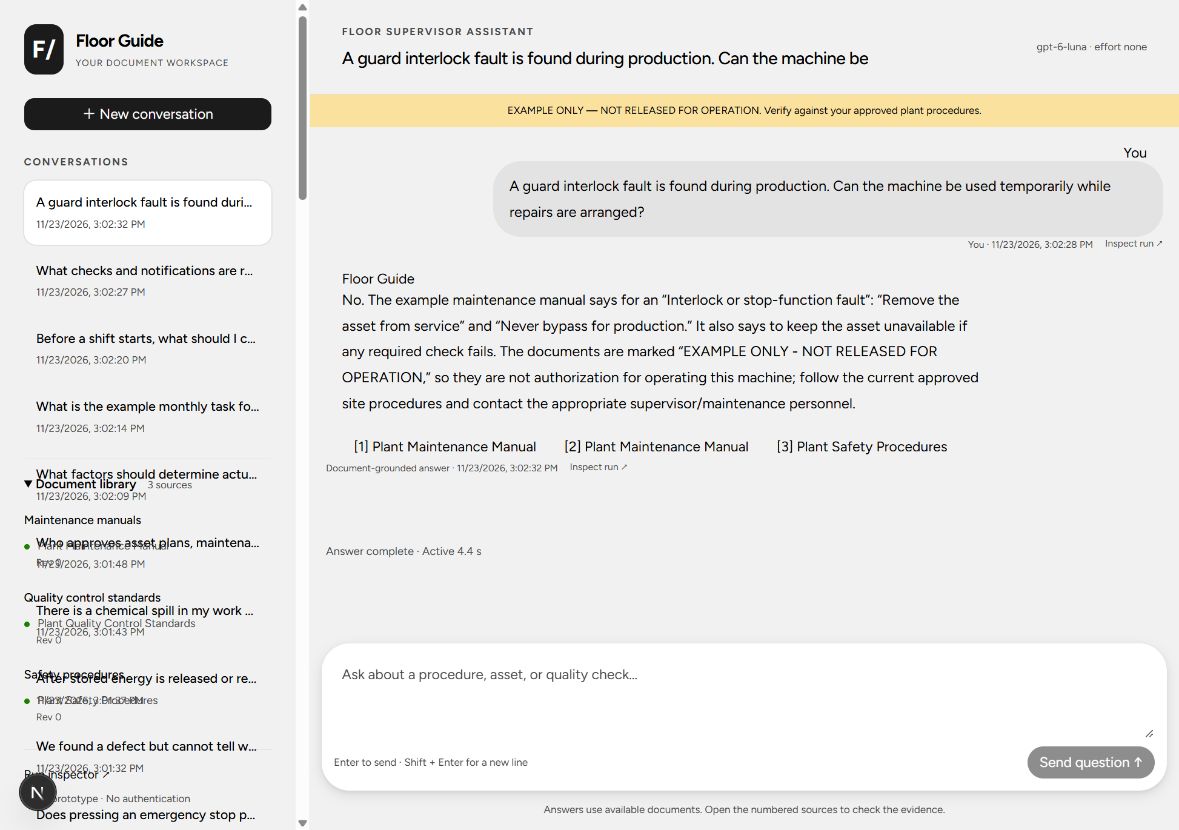 F/
Floor Guide
YOUR DOCUMENT WORKSPACE
+ New conversation
CONVERSATIONS
A guard interlock fault is found duri...
11/23/2026, 3:02:32 PM
What checks and notifications are r...
11/23/2026, 3:02:27 PM
Before a shift starts, what should I c...
11/23/2026, 3:02:20 PM
What is the example monthly task fo...
11/23/2026, 3:02:14 PM
What factors should determine actu...
▼ Document library 3 sources
11/23/2026, 3:02:09 PM
Maintenance manuals
Who approves asset plans, maintena...
Plant Maintenance Manual
Rev 0
11/23/2026, 3:01:48 PM
Quality control standards
There is a chemical spill in my work ...
Plant Quality Control Standards
11/23/2026, 3:01:43 PM
Rev 0
Safety procedures
After stored energy is released or re...
Plant Safety Procedures
11/23/2026, 3:01:37 PM
Rev 0
We found a defect but cannot tell w...
11/23/2026, 3:01:32 PM
Run inspector ↗
N
prototype · No authentication
Does pressing an emergency stop p...
FLOOR SUPERVISOR ASSISTANT
A guard interlock fault is found during production. Can the machine be
gpt-6-luna · effort none
EXAMPLE ONLY — NOT RELEASED FOR OPERATION. Verify against your approved plant procedures.
You
A guard interlock fault is found during production. Can the machine be used temporarily while
repairs are arranged?
You · 11/23/2026, 3:02:28 PM Inspect run ↗
Floor Guide
No. The example maintenance manual says for an “Interlock or stop-function fault”: “Remove the
asset from service” and “Never bypass for production.” It also says to keep the asset unavailable if
any required check fails. The documents are marked “EXAMPLE ONLY - NOT RELEASED FOR
OPERATION,” so they are not authorization for operating this machine; follow the current approved
site procedures and contact the appropriate supervisor/maintenance personnel.
[1] Plant Maintenance Manual [2] Plant Maintenance Manual [3] Plant Safety Procedures
Document-grounded answer · 11/23/2026, 3:02:32 PM Inspect run ↗
Answer complete · Active 4.4 s
Ask about a procedure, asset, or quality check...
Enter to send · Shift + Enter for a new line
Send question ↑
Answers use available documents. Open the numbered sources to check the evidence.